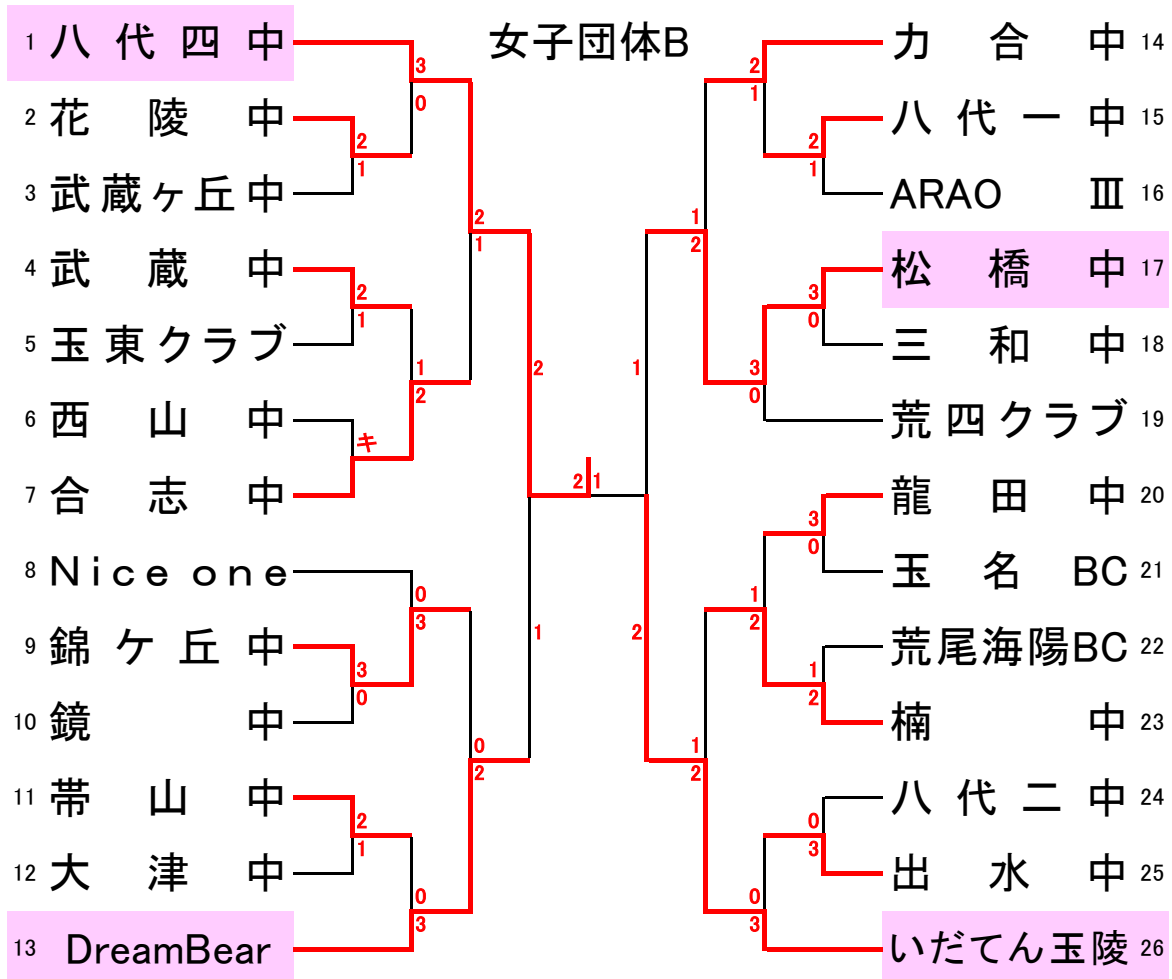 女子団体B
1 八代四中
2 花陵中
3 武蔵ヶ丘中
4 武蔵中
5 玉東クラブ
6 西山中
7 合志中
8 Nice one
9 錦ケ丘中
10 鏡中
11 帯山中
12 大津中
13 DreamBear
3
0
2
1
2
1
2
1
1
2
キ
0
3
3
0
0
2
2
1
0
3
2
1
2 1
1
2
力合中 14
八代一中 15
ARAO Ⅲ 16
松橋中 17
三和中 18
荒四クラブ 19
龍田中 20
玉名BC 21
荒尾海陽BC 22
楠中 23
八代二中 24
出水中 25
いだてん玉陵 26
2
1
2
1
1
2
3
0
3
0
3
0
1
2
1
2
1
2
0
3
0
3